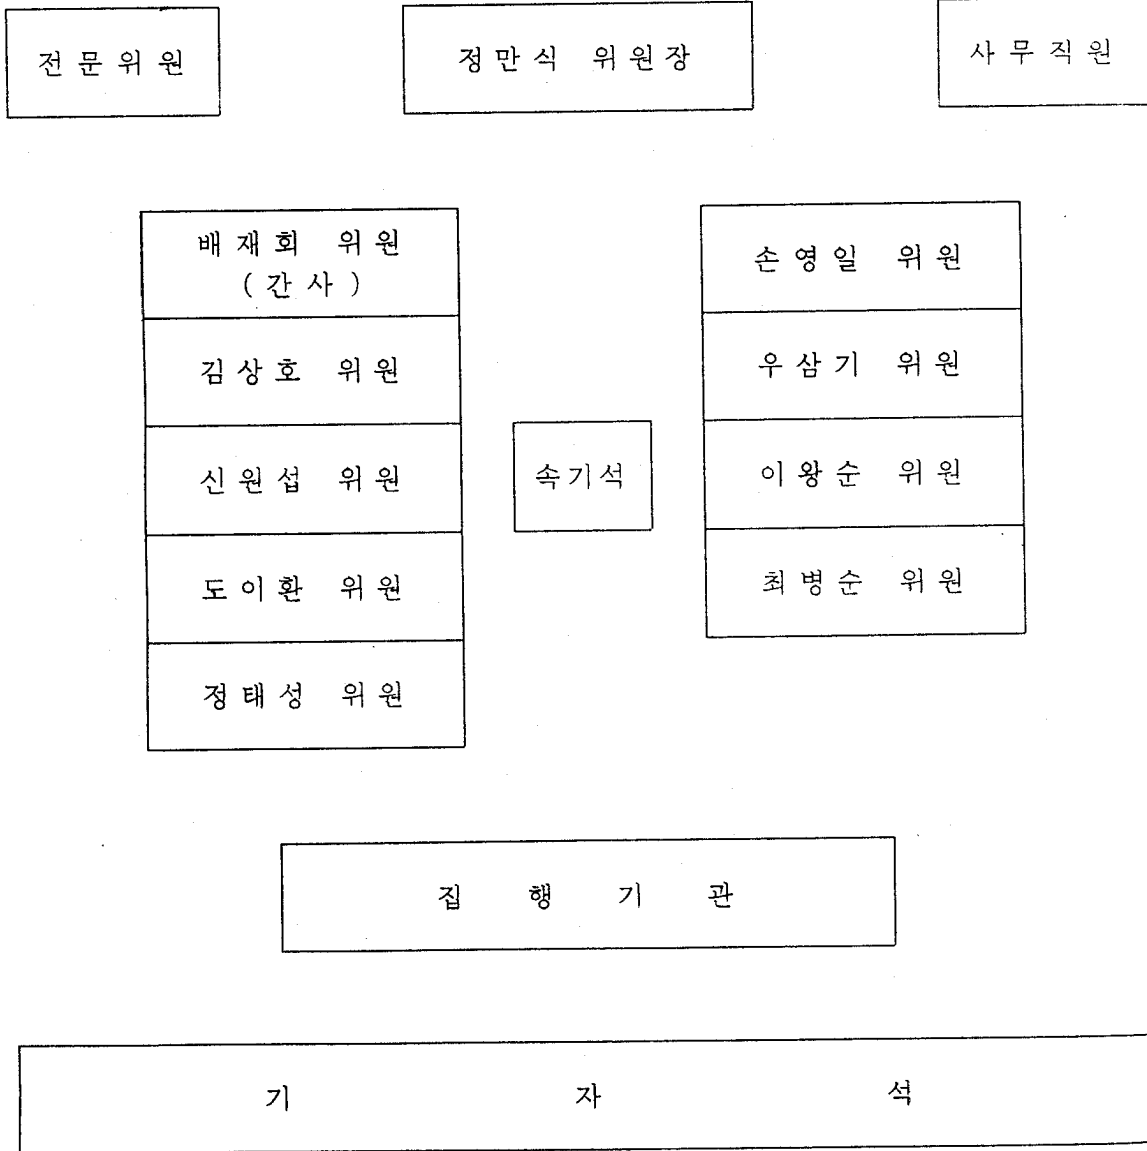 전문위원
정만식 위원장
사무직원
배재회 위원
(간사)
김상호 위원
신원섭 위원
도이환 위원
정태성 위원
속기석
손영일 위원
우삼기 위원
이왕순 위원
최병순 위원
집 행 기 관
기 자 석